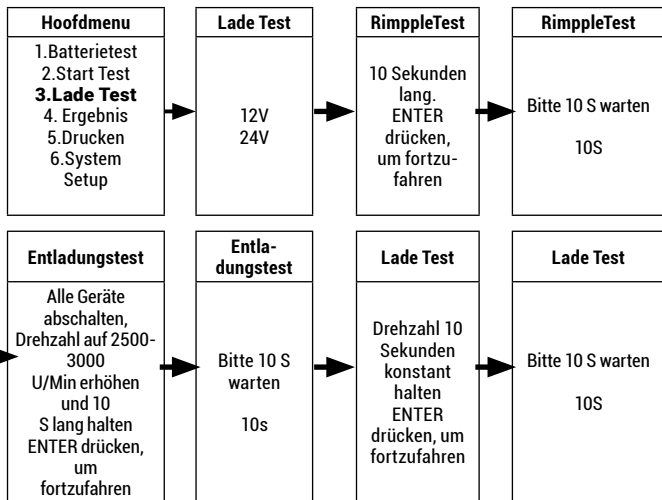 Hoofdmenu
1.Batterietest
2.Start Test
3.Lade Test
4. Ergebnis
5.Drucken
6.System
Setup
Lade Test
12V
24V
RimppleTest
10 Sekunden
lang.
ENTER
drücken,
um fortzu-
fahren
RimppleTest
Bitte 10 S warten
10S
Entladungstest
Alle Geräte
abschalten,
Drehzahl auf 2500-
3000
U/Min erhöhen
und 10
S lang halten
ENTER drücken,
um
fortzufahren
Entla-
dungstest
Bitte 10 S
warten
10s
Lade Test
Drehzahl 10
Sekunden
konstant
halten
ENTER
drücken, um
fortzufahren
Lade Test
Bitte 10 S warten
10S